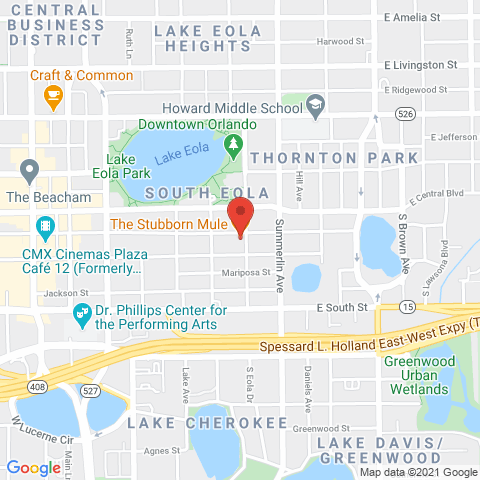 CENTRAL
BUSINESS
DISTRICT
Ruth Ln
LAKE EOLA
HEIGHTS
E Amelia St
Harwood St
E Livingston St
Craft & Common
E Ridgewood St
Howard Middle School
526
Downtown Orlando
E Jefferson
Lake Eola
Lake
Eola Park
THORNTON PARK
The Beacham
SOUTH EOLA
Hill Ave
E Central Blvd
The Stubborn Mule
Summerlin Ave
S Brown Ave
S Lawsona Blvd
CMX Cinemas Plaza
Café 12 (Formerly...
Mariposa St
Jackson St
E South St
15
Dr. Phillips Center for
the Performing Arts
Spessard L. Holland East-West Expy (T
408
527
Lake Ave
S Eola Dr
Daniels Ave
Greenwood
Urban
Wetlands
W Lucerne Cir
Main Ln
LAKE CHEROKEE
Greenwood St
Agnes St
LAKE DAVIS/
GREENWOOD
Google
Map data ©2021 Google